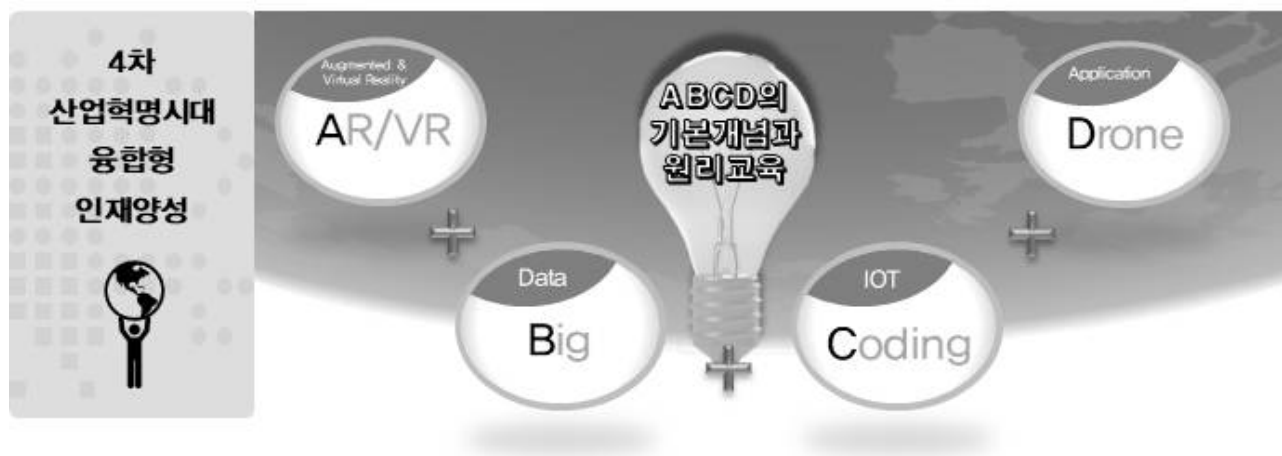 4차
산업혁명시대
융합형
인재양성
Augmented &
Virtual Reality
AR/VR
Data
Big
ABCD의
기본개념과
원리교육
IOT
Coding
Application
Drone